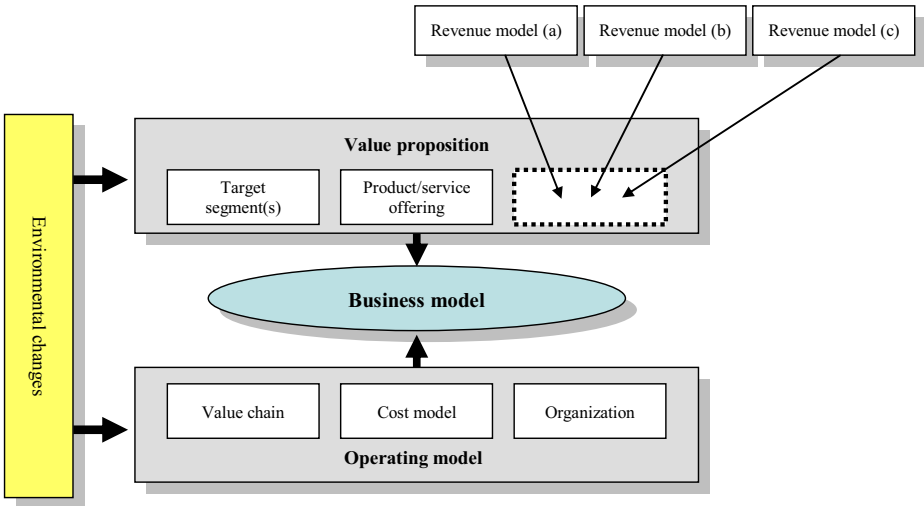 Revenue model (a)
Revenue model (b)
Revenue model (c)
Environmental changes
Value proposition
Target
segment(s)
Product/service
offering
Business model
Value chain
Cost model
Organization
Operating model